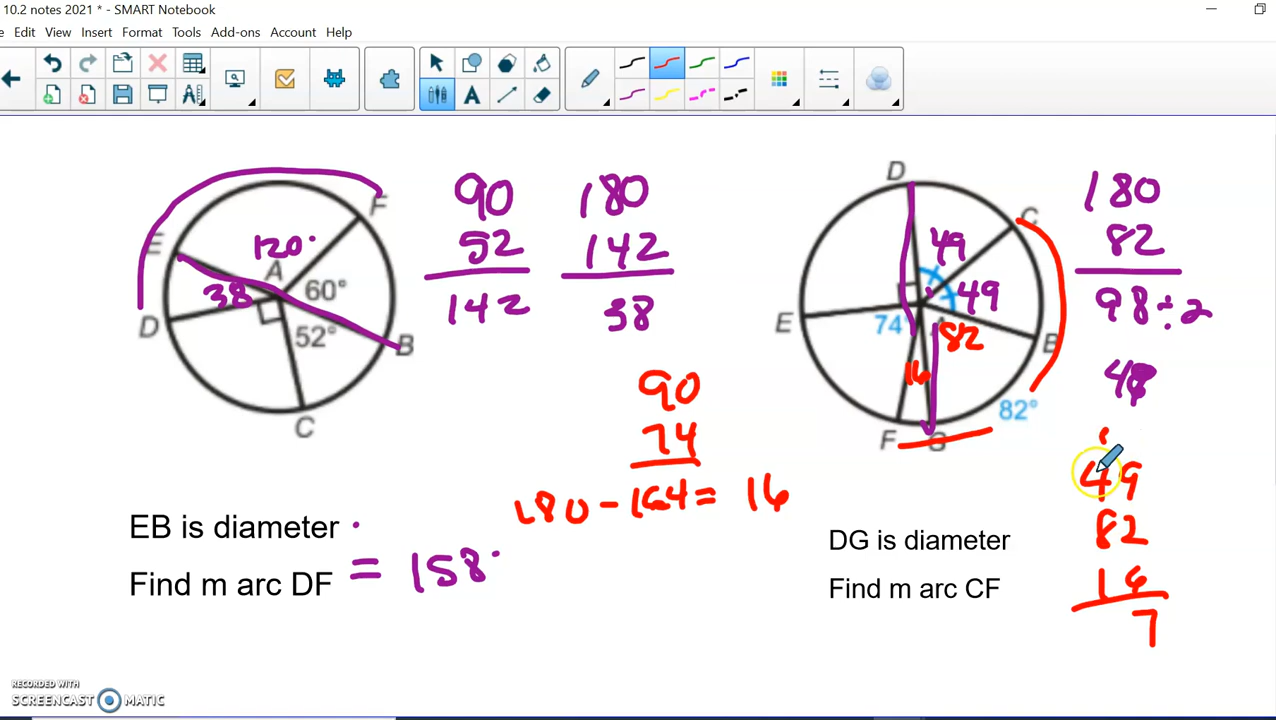 10.2 notes 2021 * - SMART Notebook
Edit View Insert Format Tools Add-ons Account Help
F
E
120°
A
38
60°
D
52°
B
C
90
52
142
180
142
38
D
C
49
49
E
74°
A
82
B
16
82°
F
G
180
82
98 ÷ 2
90
74
180 - 164 = 16
49
82
16
7
EB is diameter
Find m arc DF = 158°
DG is diameter
Find m arc CF
RECORDED WITH
SCREENCAST MATIC